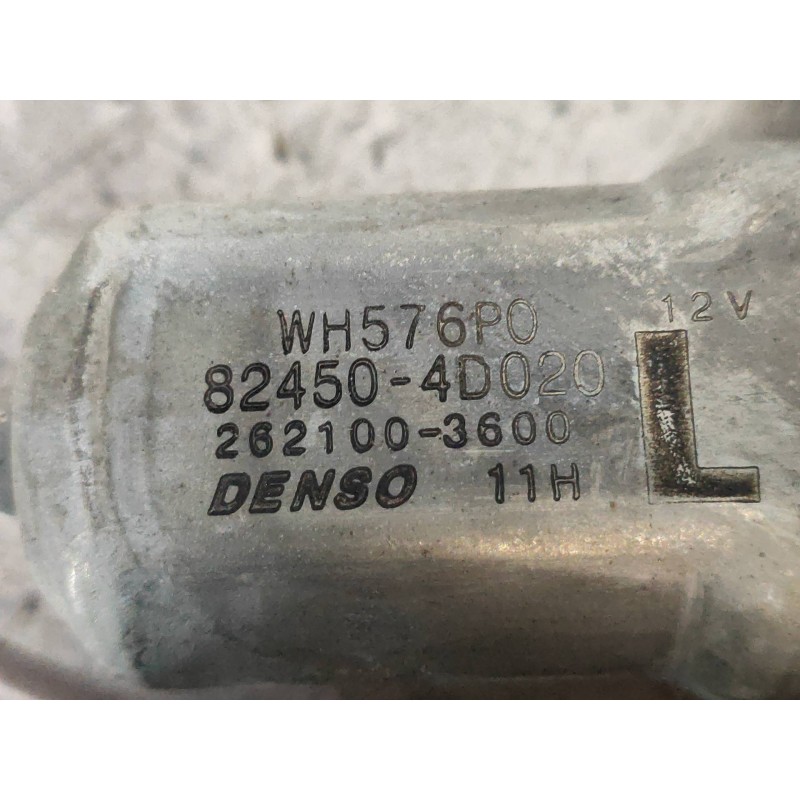 WH576P0
12V
82450-4D020
262100-3600
DENSO 11H
L